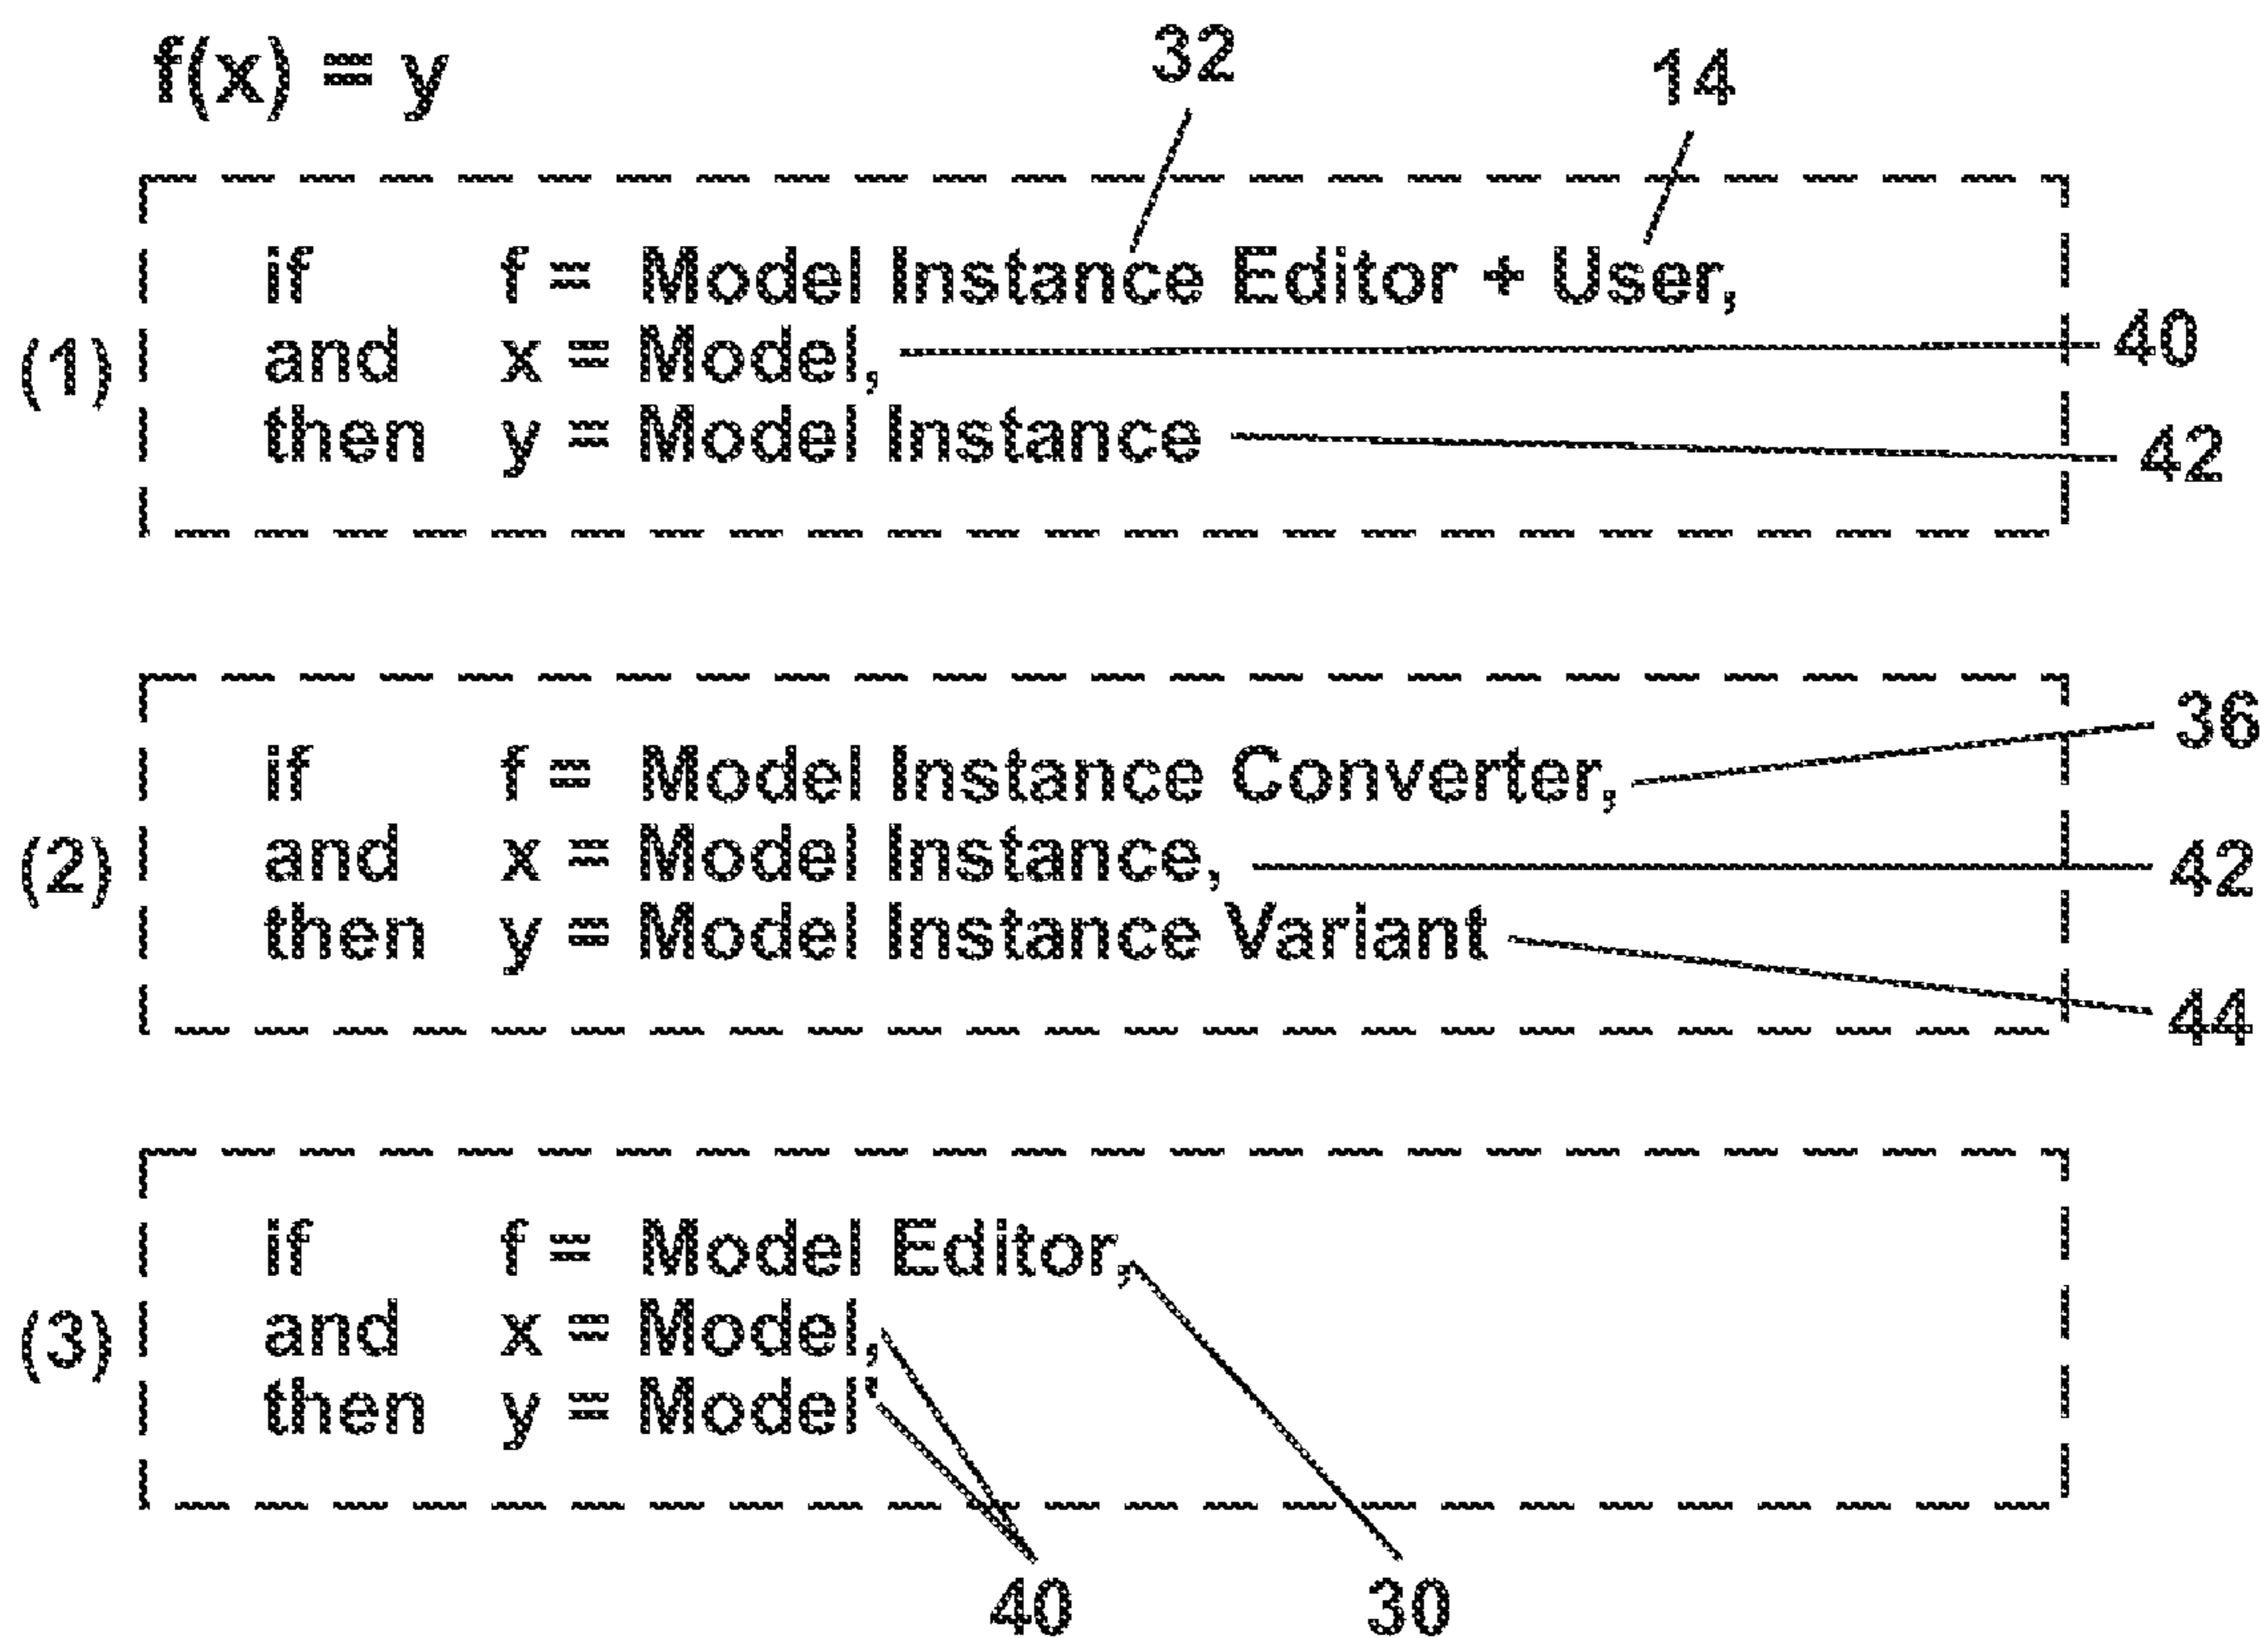 f(x) = y
32
14
(1)
if f = Model Instance Editor + User,
and x = Model,
40
then y = Model Instance
42
(2)
if f = Model Instance Converter,
36
and x = Model Instance,
42
then y = Model Instance Variant
44
(3)
if f = Model Editor,
and x = Model,
then y = Model'
40
30